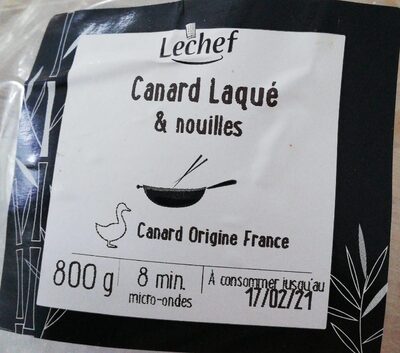 Lechef
Canard Laqué
& nouilles
Canard Origine France
800 g
8 min.
micro-ondes
À consommer jusqu'au
17/02/21